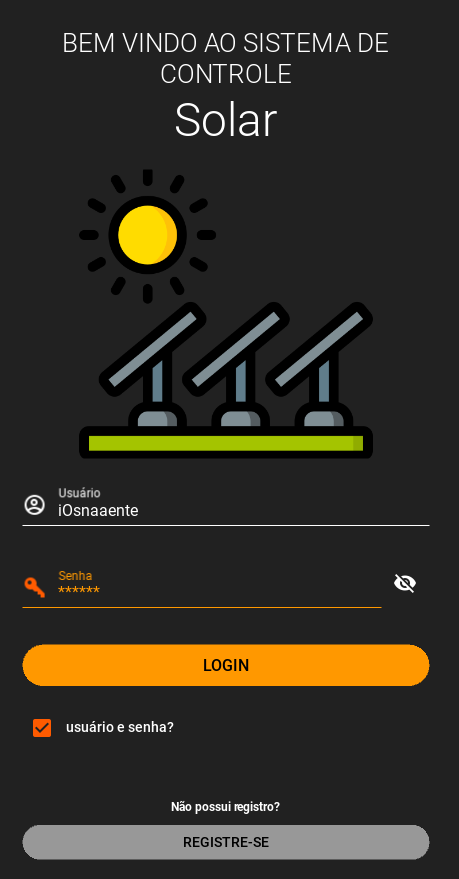 BEM VINDO AO SISTEMA DE
CONTROLE
Solar
Usuário
iOsnaaente
Senha
******
LOGIN
usuário e senha?
Não possui registro?
REGISTRE-SE